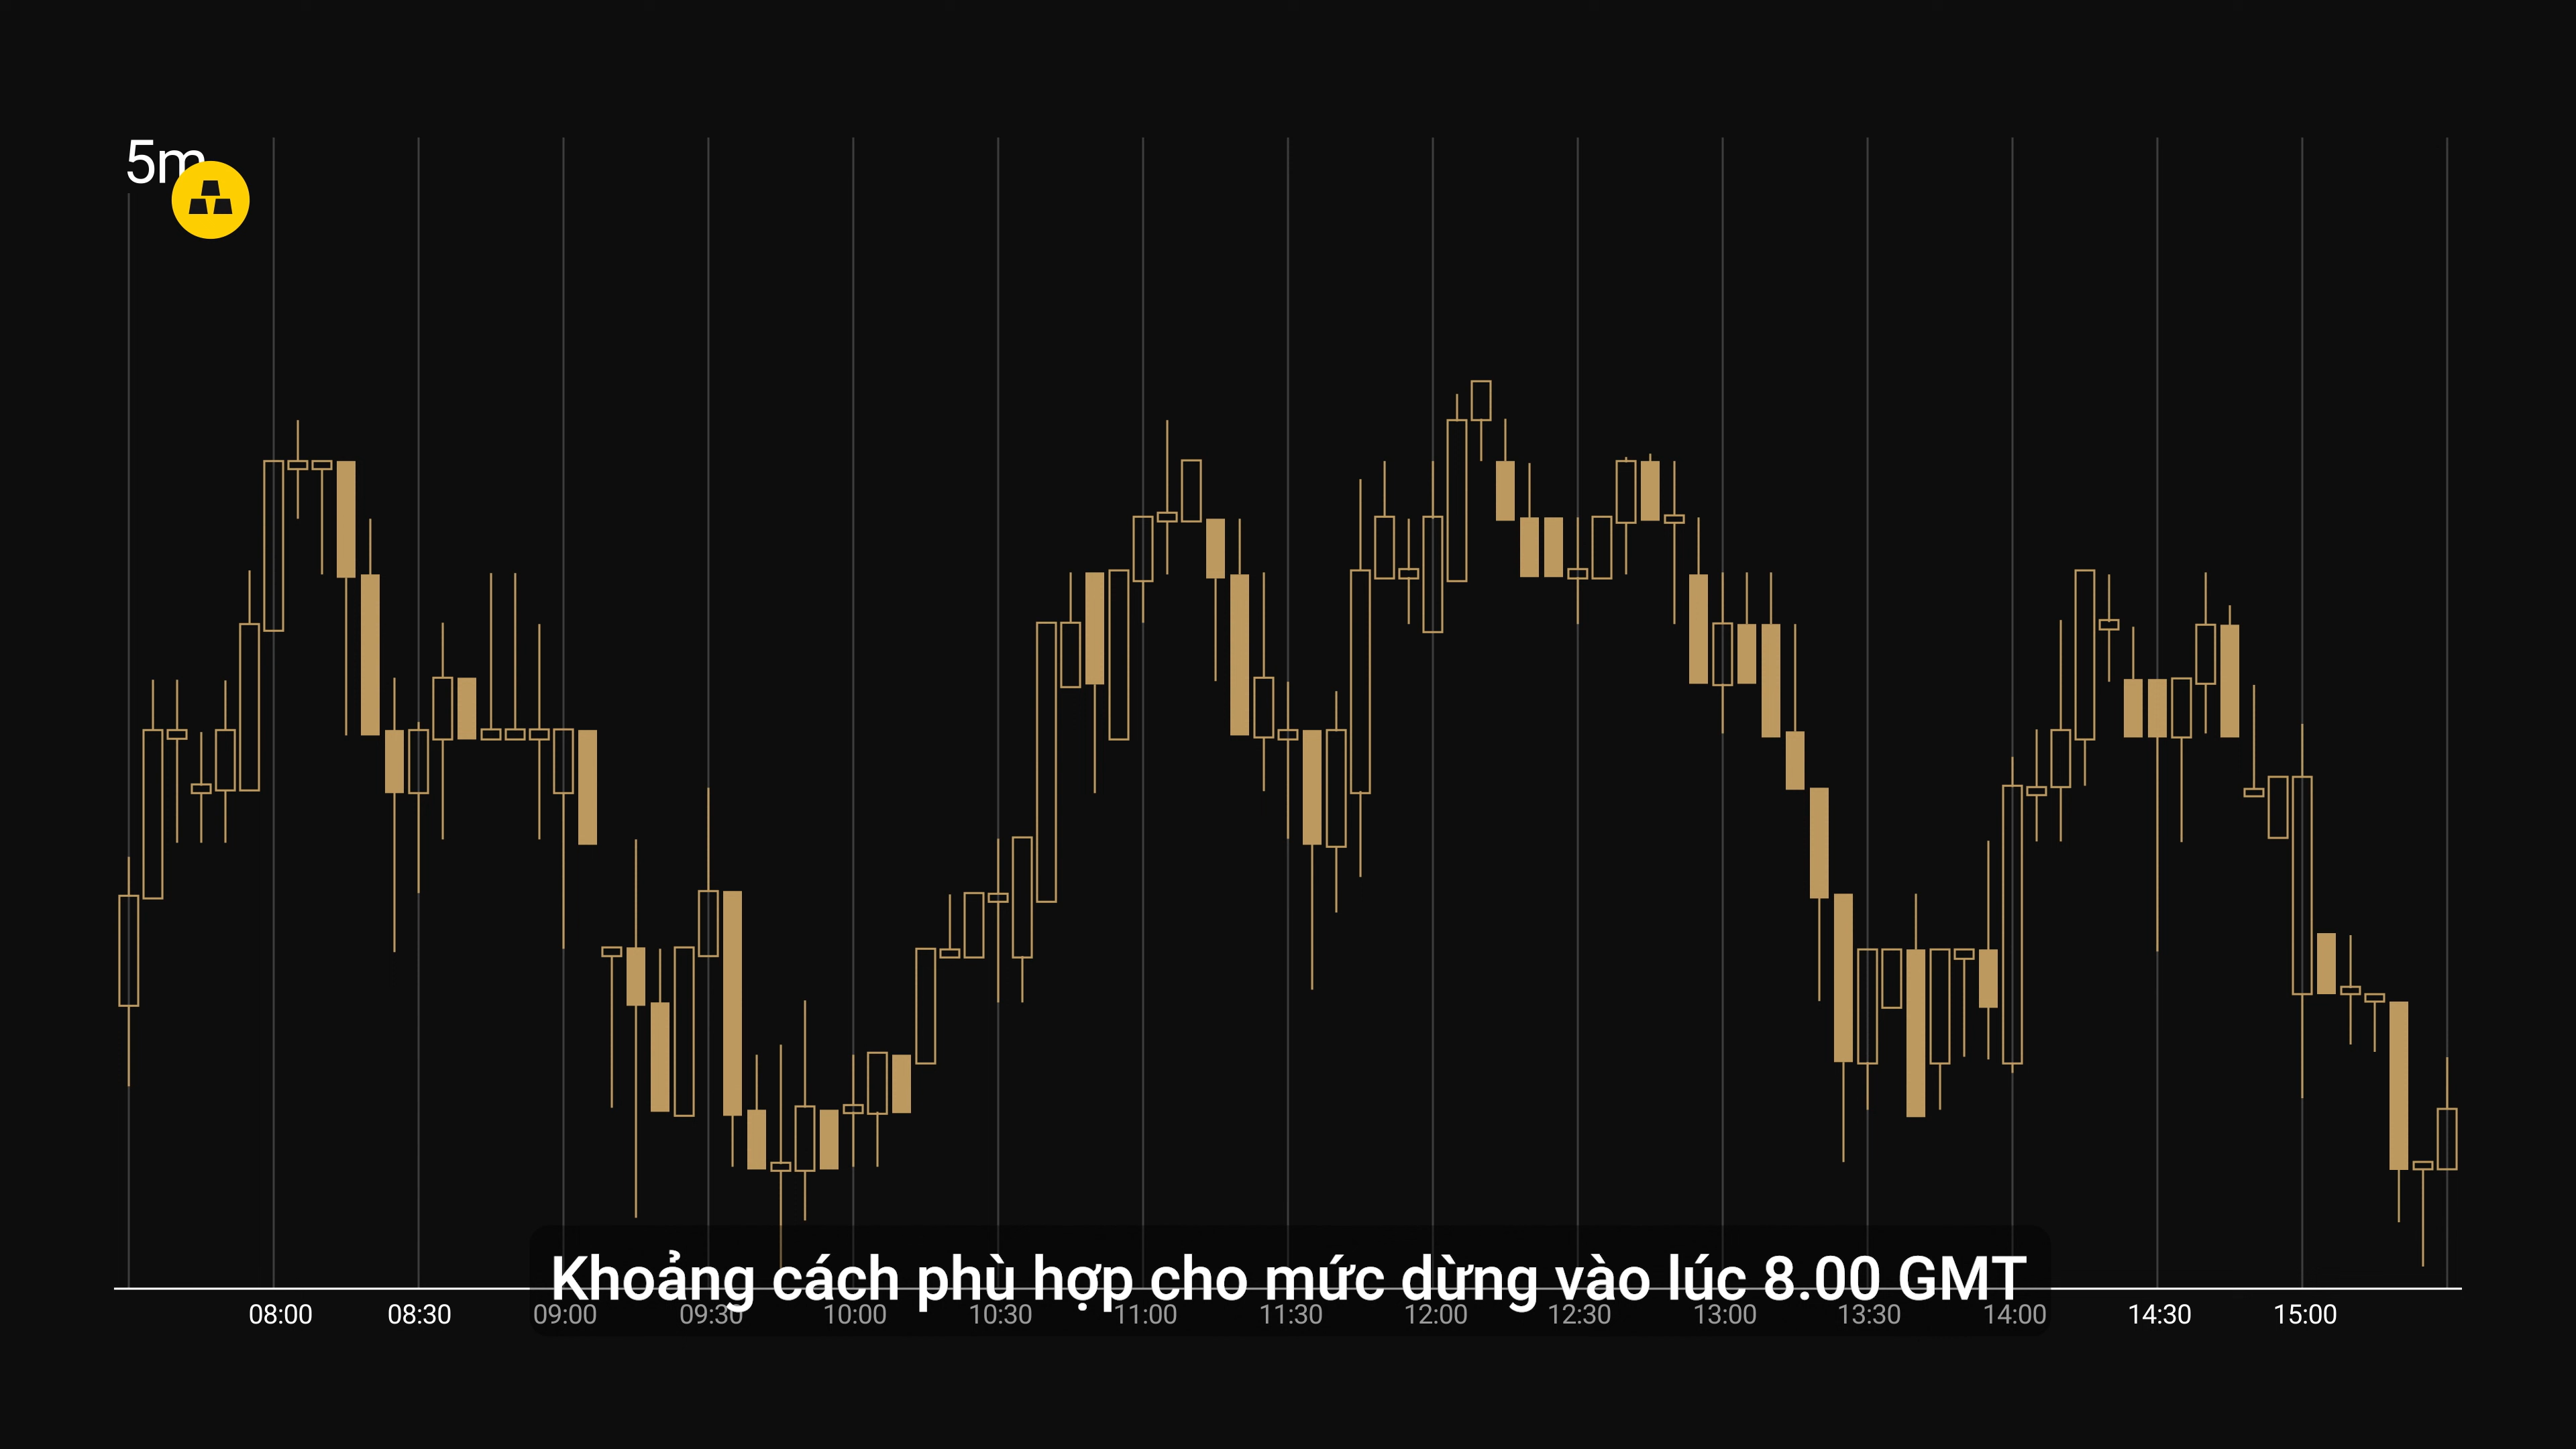 5m
Khoảng cách phù hợp cho mức dừng vào lúc 8.00 GMT
08:00 08:30 09:00 09:30 10:00 10:30 11:00 11:30 12:00 12:30 13:00 13:30 14:00 14:30 15:00